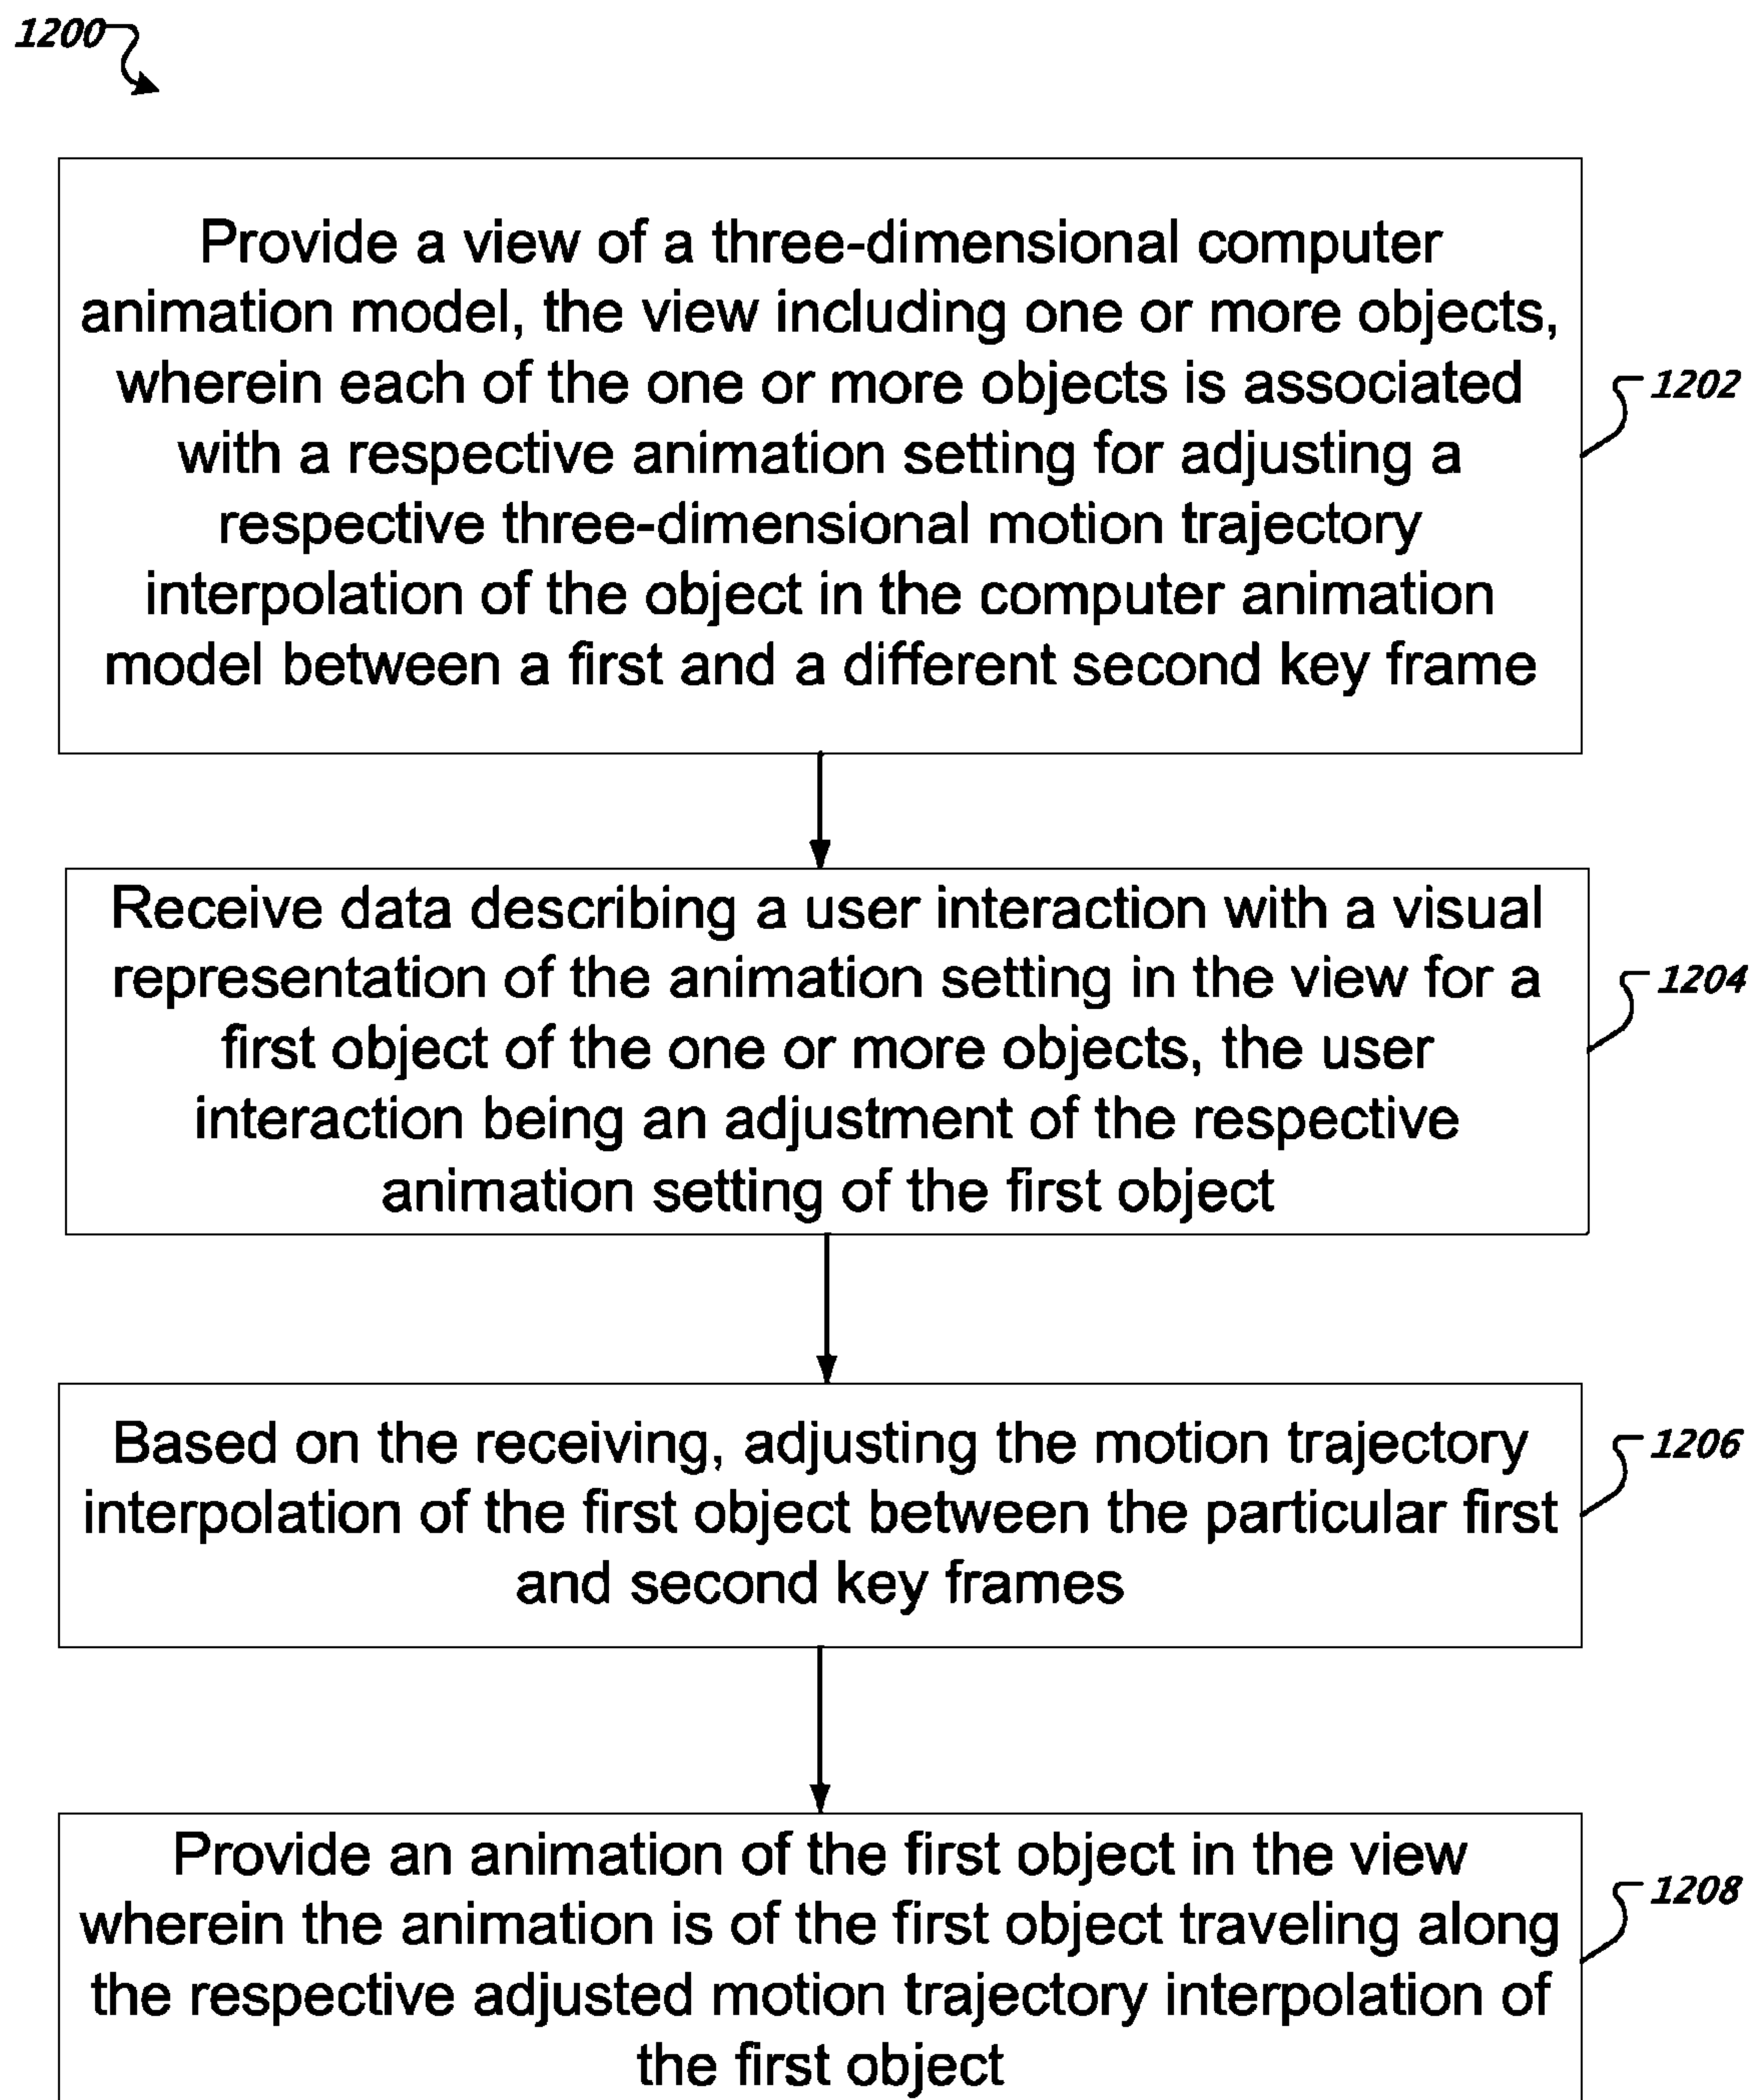 1200
Provide a view of a three-dimensional computer
animation model, the view including one or more objects,
wherein each of the one or more objects is associated
with a respective animation setting for adjusting a
respective three-dimensional motion trajectory
interpolation of the object in the computer animation
model between a first and a different second key frame
1202
Receive data describing a user interaction with a visual
representation of the animation setting in the view for a
first object of the one or more objects, the user
interaction being an adjustment of the respective
animation setting of the first object
1204
Based on the receiving, adjusting the motion trajectory
interpolation of the first object between the particular first
and second key frames
1206
Provide an animation of the first object in the view
wherein the animation is of the first object traveling along
the respective adjusted motion trajectory interpolation of
the first object
1208